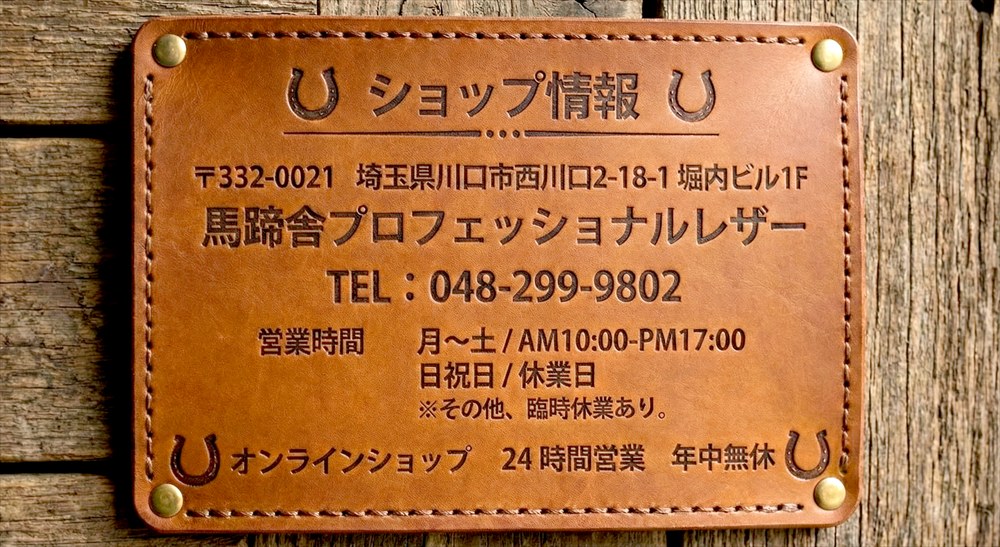 ショップ情報
〒332-0021 埼玉県川口市西川口2-18-1 堀内ビル1F
馬蹄舎プロフェッショナルレザー
TEL：048-299-9802
営業時間 月～土 / AM10:00-PM17:00
日祝日 / 休業日
※その他、臨時休業あり。
オンラインショップ 24 時間営業 年中無休